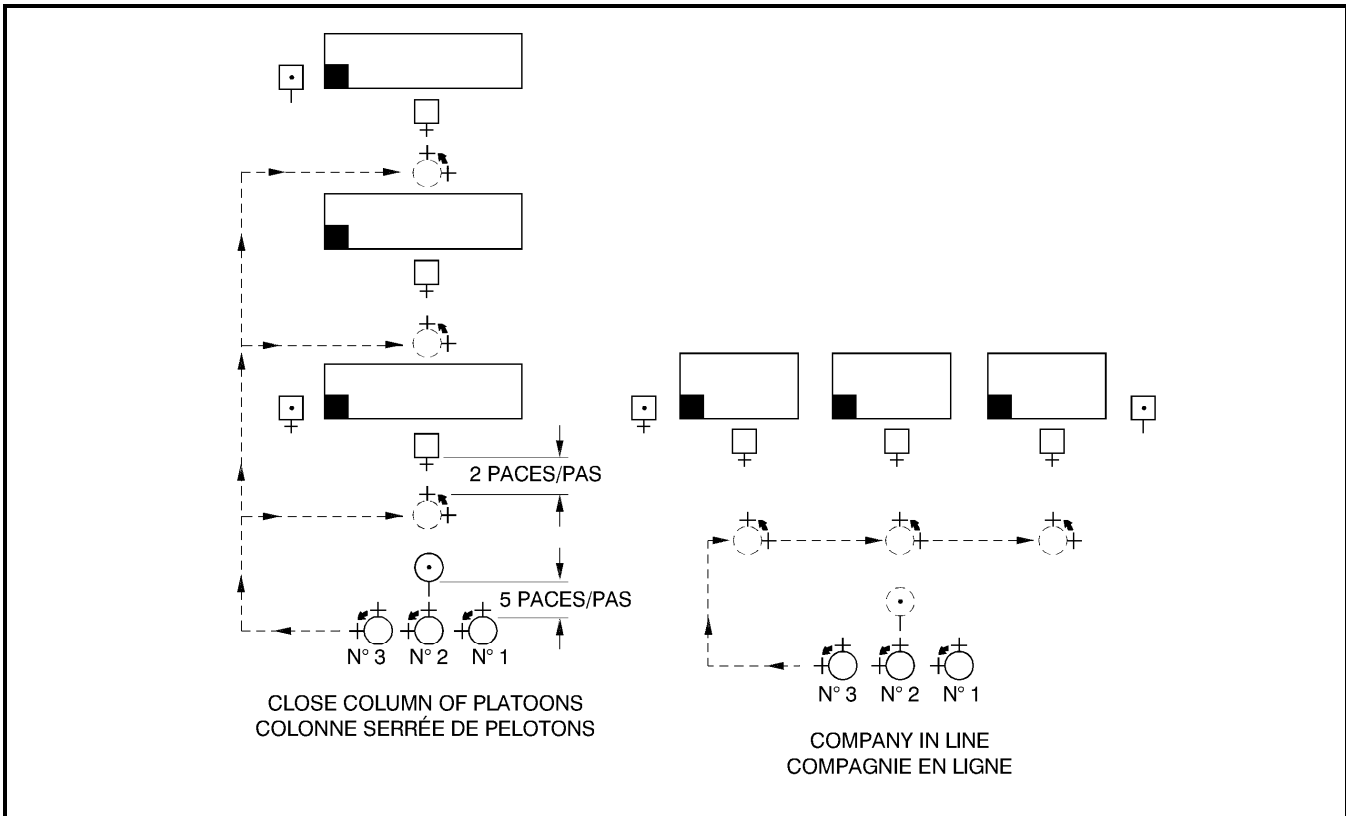 2 PACES/PAS
5 PACES/PAS
N° 3 N° 2 N° 1
CLOSE COLUMN OF PLATOONS
COLONNE SERRÉE DE PELOTONS
N° 3 N° 2 N° 1
COMPANY IN LINE
COMPAGNIE EN LIGNE